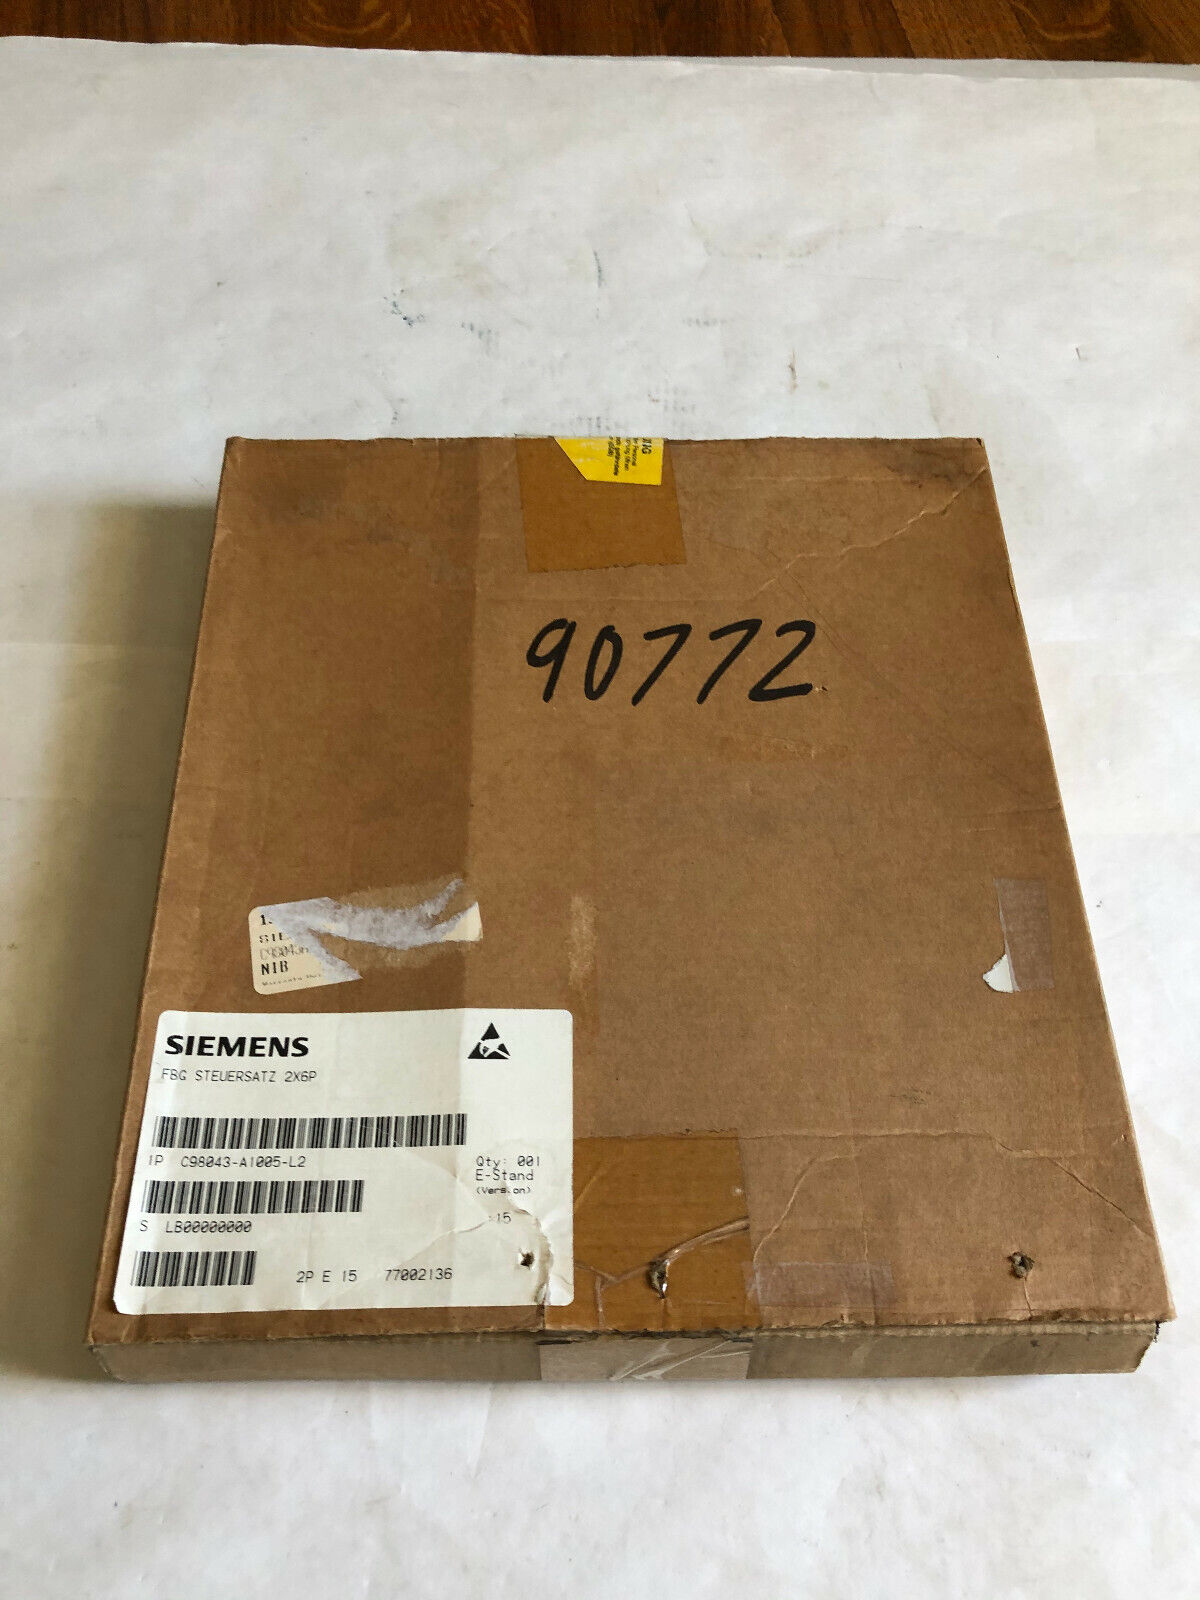 90772
NIB
SIEMENS
FBG STEUERSATZ 2X6P
1P C98043-A1005-L2
Qty: 001
E-Stand
(Version)
15
S LB00000000
2P E 15 77002136